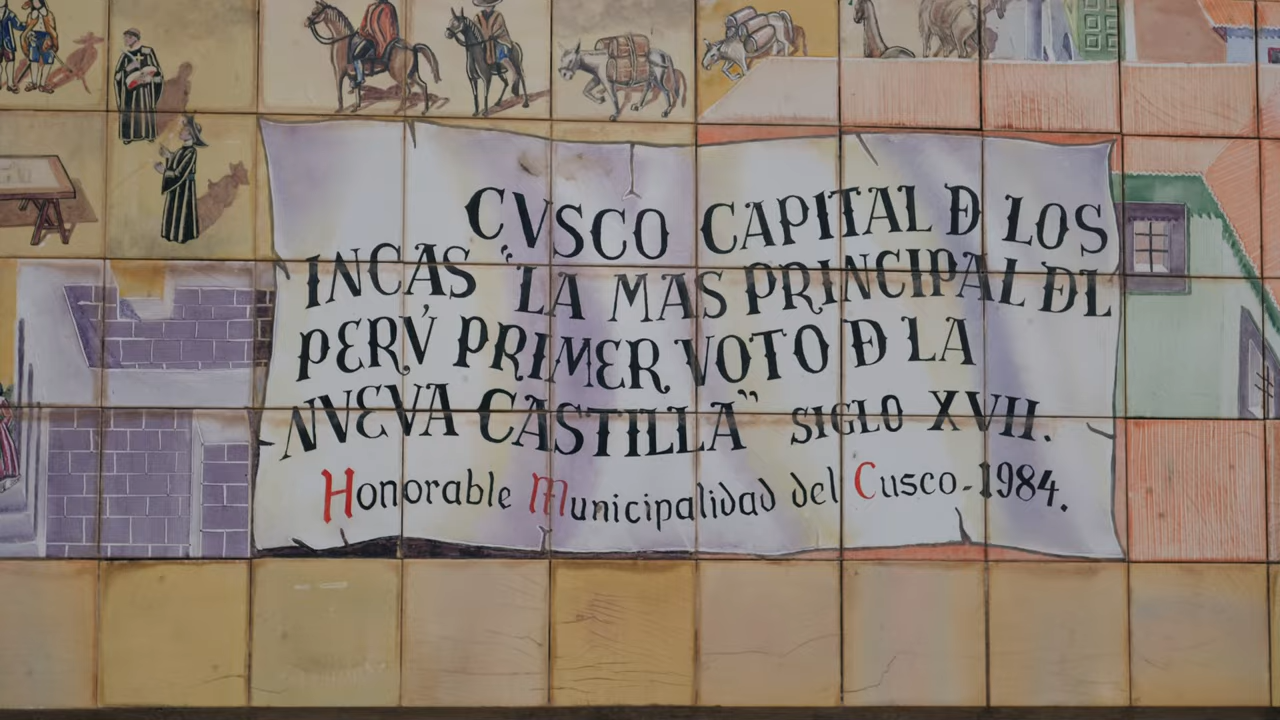 CVSCO CAPITAL Đ LOS
INCAS "LA MAS PRINCIPAL ĐL
PERV́ PRIMER VOTO Đ LA
NVEVA CASTILLA" SIGLO XVII.
Honorable Municipalidad del Cusco-1984.